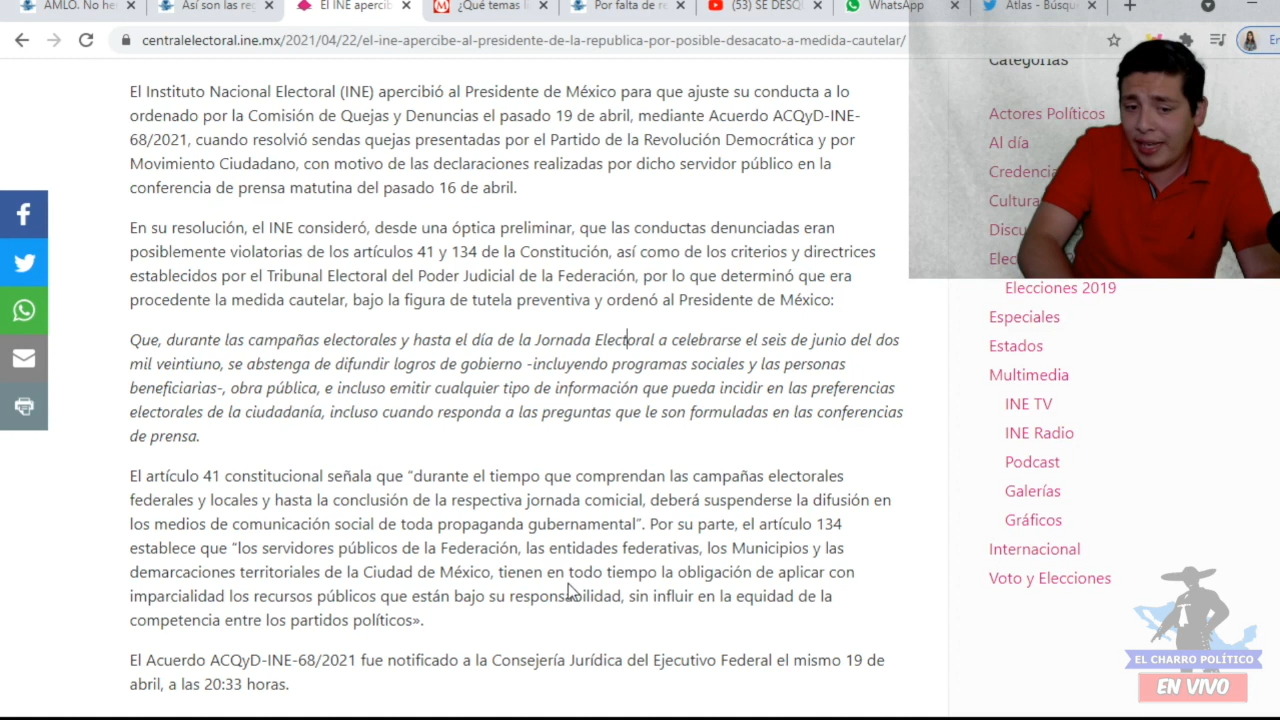 AMLO. No he
Así son las re
El INE apercib
¿Qué temas l
Por falta de r
(53) SE DESQ
WhatsApp
Atlas - Búsqu
centralelectoral.ine.mx/2021/04/22/el-ine-apercibe-al-presidente-de-la-republica-por-posible-desacato-a-medida-cautelar/
El Instituto Nacional Electoral (INE) apercibió al Presidente de México para que ajuste su conducta a lo
ordenado por la Comisión de Quejas y Denuncias el pasado 19 de abril, mediante Acuerdo ACQyD-INE-
68/2021, cuando resolvió sendas quejas presentadas por el Partido de la Revolución Democrática y por
Movimiento Ciudadano, con motivo de las declaraciones realizadas por dicho servidor público en la
conferencia de prensa matutina del pasado 16 de abril.
En su resolución, el INE consideró, desde una óptica preliminar, que las conductas denunciadas eran
posiblemente violatorias de los artículos 41 y 134 de la Constitución, así como de los criterios y directrices
establecidos por el Tribunal Electoral del Poder Judicial de la Federación, por lo que determinó que era
procedente la medida cautelar, bajo la figura de tutela preventiva y ordenó al Presidente de México:
Que, durante las campañas electorales y hasta el día de la Jornada Electoral a celebrarse el seis de junio del dos
mil veintiuno, se abstenga de difundir logros de gobierno -incluyendo programas sociales y las personas
beneficiarias-, obra pública, e incluso emitir cualquier tipo de información que pueda incidir en las preferencias
electorales de la ciudadanía, incluso cuando responda a las preguntas que le son formuladas en las conferencias
de prensa.
El artículo 41 constitucional señala que “durante el tiempo que comprendan las campañas electorales
federales y locales y hasta la conclusión de la respectiva jornada comicial, deberá suspenderse la difusión en
los medios de comunicación social de toda propaganda gubernamental”. Por su parte, el artículo 134
establece que “los servidores públicos de la Federación, las entidades federativas, los Municipios y las
demarcaciones territoriales de la Ciudad de México, tienen en todo tiempo la obligación de aplicar con
imparcialidad los recursos públicos que están bajo su responsabilidad, sin influir en la equidad de la
competencia entre los partidos políticos».
El Acuerdo ACQyD-INE-68/2021 fue notificado a la Consejería Jurídica del Ejecutivo Federal el mismo 19 de
abril, a las 20:33 horas.
Categorías
Actores Políticos
Al día
Credencia
Cultura
Discu
Elec
Elecciones 2019
Especiales
Estados
Multimedia
INE TV
INE Radio
Podcast
Galerías
Gráficos
Internacional
Voto y Elecciones
EL CHARRO POLÍTICO
EN VIVO